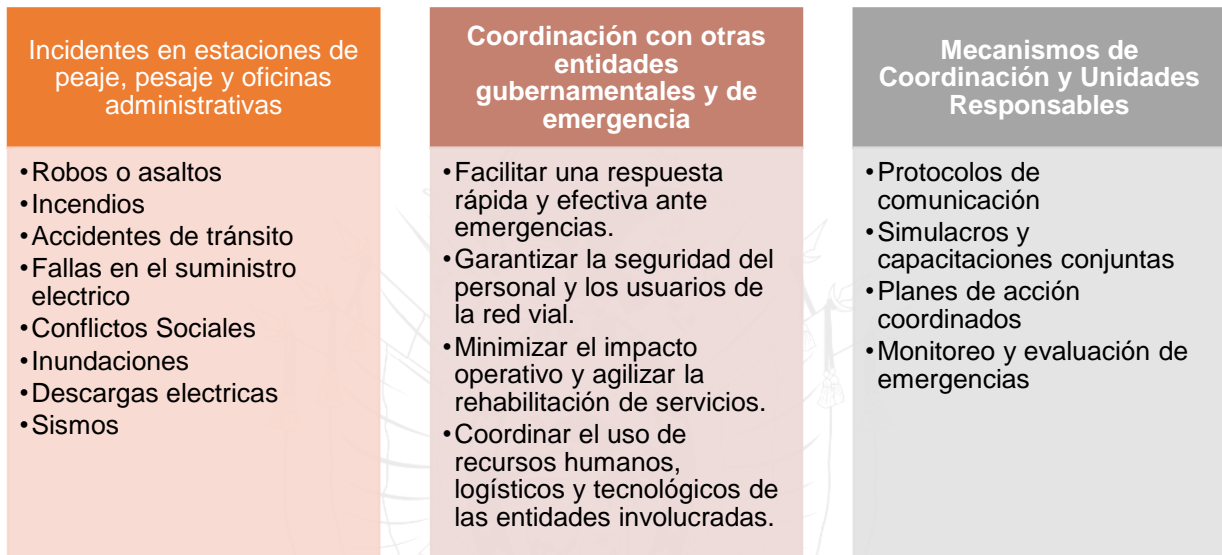 Incidentes en estaciones de
peaje, pesaje y oficinas
administrativas
•Robos o asaltos
•Incendios
•Accidentes de tránsito
•Fallas en el suministro
electrico
•Conflictos Sociales
•Inundaciones
•Descargas electricas
•Sismos
Coordinación con otras
entidades
gubernamentales y de
emergencia
•Facilitar una respuesta
rápida y efectiva ante
emergencias.
•Garantizar la seguridad del
personal y los usuarios de
la red vial.
•Minimizar el impacto
operativo y agilizar la
rehabilitación de servicios.
•Coordinar el uso de
recursos humanos,
logísticos y tecnológicos de
las entidades involucradas.
Mecanismos de
Coordinación y Unidades
Responsables
•Protocolos de
comunicación
•Simulacros y
capacitaciones conjuntas
•Planes de acción
coordinados
•Monitoreo y evaluación de
emergencias